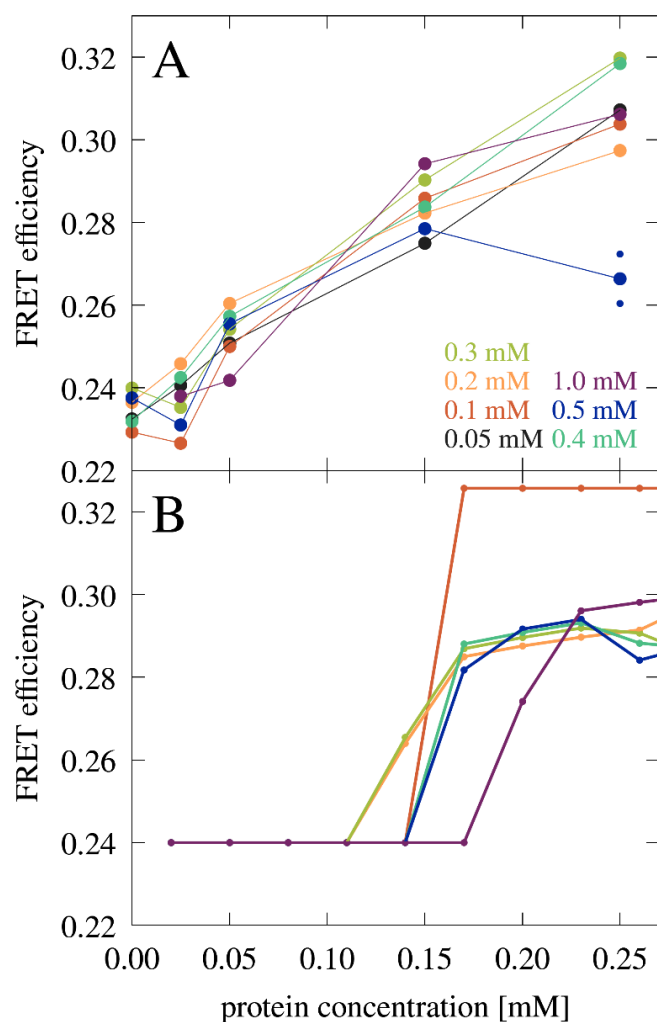 A
0.32
0.30
0.28
0.26
0.24
0.22
FRET efficiency
0.3 mM
0.2 mM 1.0 mM
0.1 mM 0.5 mM
0.05 mM 0.4 mM
B
0.32
0.30
0.28
0.26
0.24
0.22
FRET efficiency
0.00 0.05 0.10 0.15 0.20 0.25
protein concentration [mM]